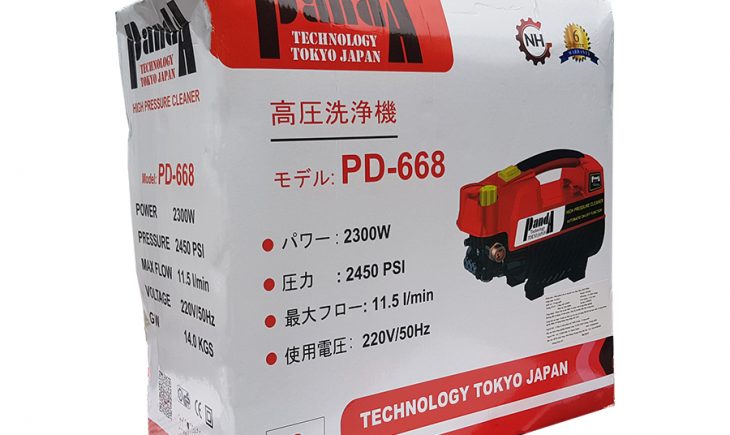 PandA
TECHNOLOGY
TOKYO JAPAN
HIGH PRESSURE CLEANER
Model: PD-668
POWER 2300W
PRESSURE 2450 PSI
MAX FLOW 11.5 l/min
VOLTAGE 220V/50Hz
GW 14.0 KGS
PandA
TECHNOLOGY
TOKYO JAPAN
NH
6
WARRANTY
高圧洗浄機
モデル: PD-668
パワー : 2300W
圧力 : 2450 PSI
最大フロー: 11.5 l/min
使用電圧: 220V/50Hz
PandA
HIGH PRESSURE CLEANER
TECHNOLOGY TOKYO JAPAN